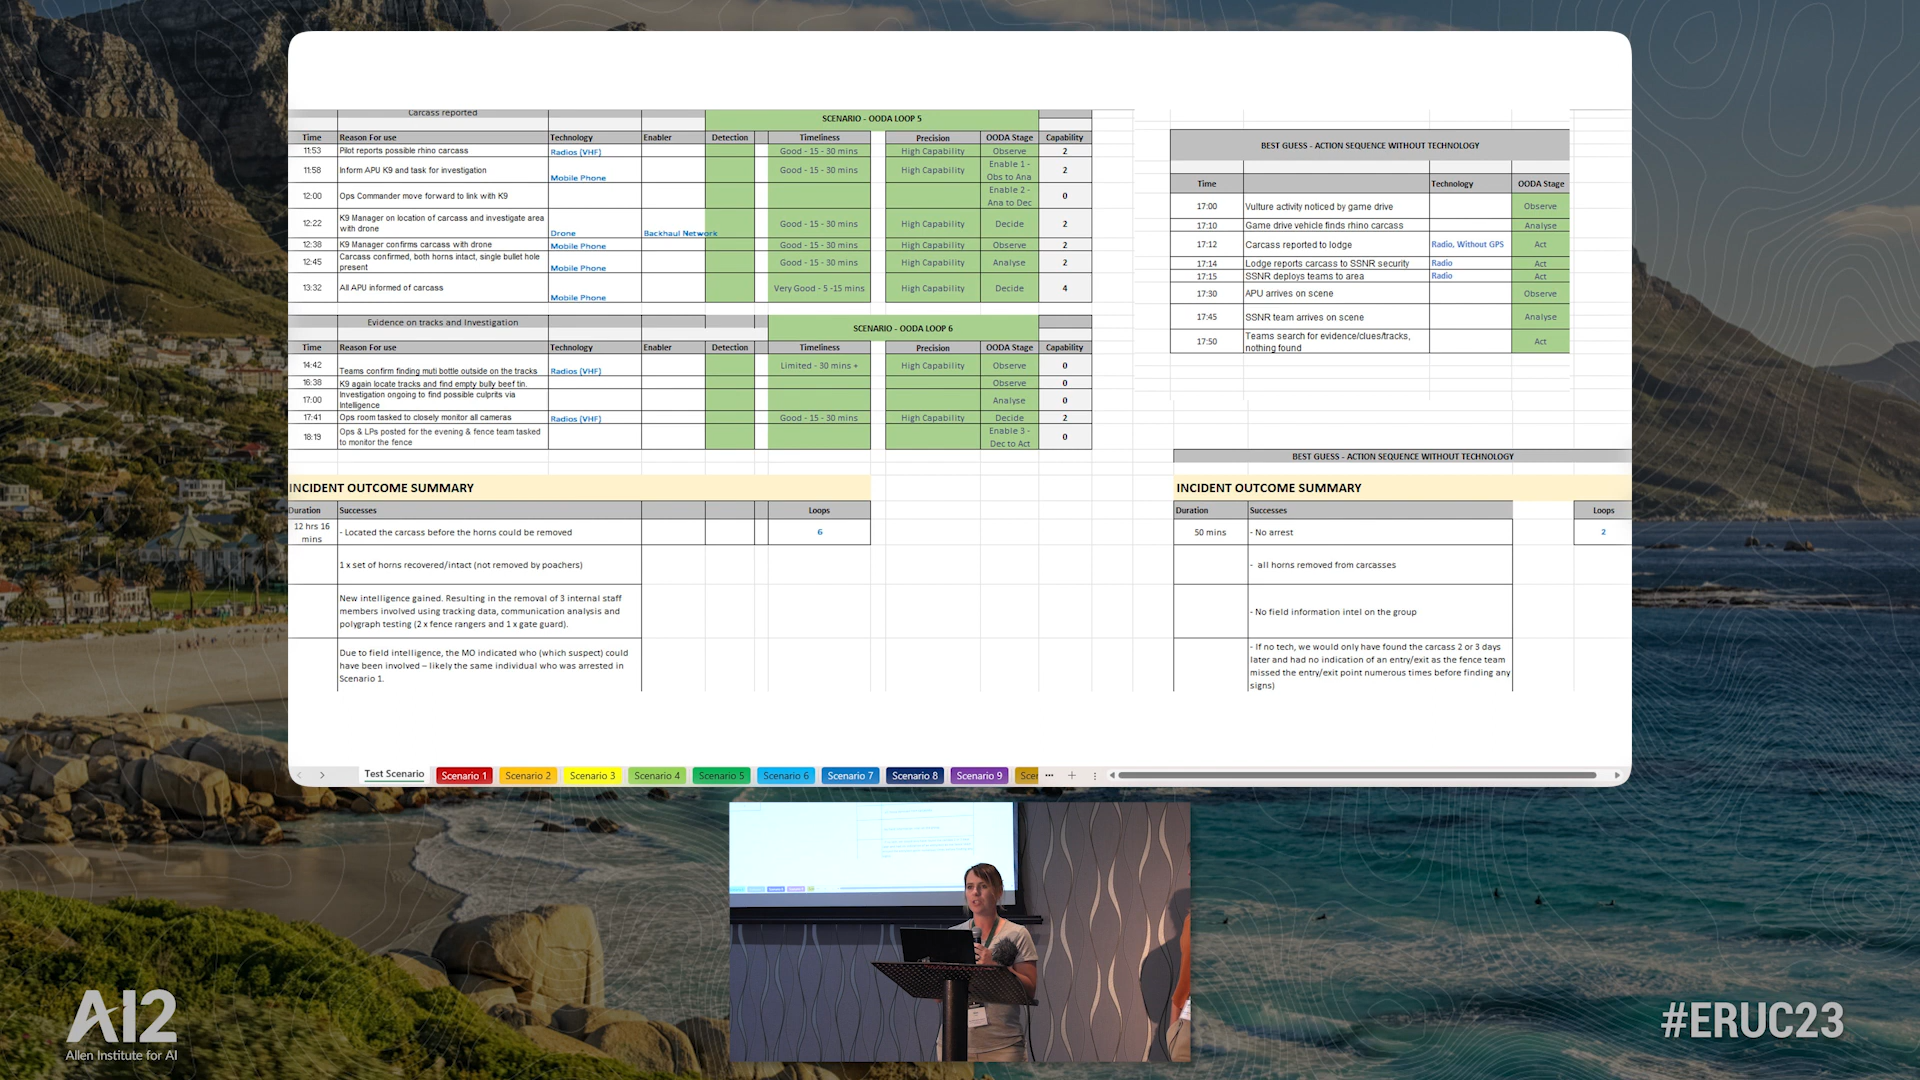 Carcass reported
SCENARIO - OODA LOOP 5
Time Reason For use Technology Enabler Detection Timeliness Precision OODA Stage Capability
11:53 Pilot reports possible rhino carcass Radios (VHF) Good - 15 - 30 mins High Capability Observe 2
11:58 Inform APU K9 and task for investigation Mobile Phone Good - 15 - 30 mins High Capability Enable 1 - Obs to Ana 2
12:00 Ops Commander move forward to link with K9 Enable 2 - Ana to Dec 0
12:22 K9 Manager on location of carcass and investigate area with drone Drone Backhaul Network Good - 15 - 30 mins High Capability Decide 2
12:38 K9 Manager confirms carcass with drone Mobile Phone Good - 15 - 30 mins High Capability Observe 2
12:45 Carcass confirmed, both horns intact, single bullet hole present Mobile Phone Good - 15 - 30 mins High Capability Analyse 2
13:32 All APU informed of carcass Mobile Phone Very Good - 5 -15 mins High Capability Decide 4
Evidence on tracks and Investigation
SCENARIO - OODA LOOP 6
Time Reason For use Technology Enabler Detection Timeliness Precision OODA Stage Capability
14:42 Teams confirm finding muti bottle outside on the tracks Radios (VHF) Limited - 30 mins + High Capability Observe 0
16:38 K9 again locate tracks and find empty bully beef tin. Observe 0
17:00 Investigation ongoing to find possible culprits via Intelligence Analyse 0
17:41 Ops room tasked to closely monitor all cameras Radios (VHF) Good - 15 - 30 mins High Capability Decide 2
18:19 Ops & LPs posted for the evening & fence team tasked to monitor the fence Enable 3 - Dec to Act 0
INCIDENT OUTCOME SUMMARY
Duration Successes Loops
12 hrs 16 mins - Located the carcass before the horns could be removed 6
1 x set of horns recovered/intact (not removed by poachers)
New intelligence gained. Resulting in the removal of 3 internal staff
members involved using tracking data, communication analysis and
polygraph testing (2 x fence rangers and 1 x gate guard).
Due to field intelligence, the MO indicated who (which suspect) could
have been involved – likely the same individual who was arrested in
Scenario 1.
BEST GUESS - ACTION SEQUENCE WITHOUT TECHNOLOGY
Time Technology OODA Stage
17:00 Vulture activity noticed by game drive Observe
17:10 Game drive vehicle finds rhino carcass Analyse
17:12 Carcass reported to lodge Radio, Without GPS Act
17:14 Lodge reports carcass to SSNR security Radio Act
17:15 SSNR deploys teams to area Radio Act
17:30 APU arrives on scene Observe
17:45 SSNR team arrives on scene Analyse
17:50 Teams search for evidence/clues/tracks, nothing found Act
BEST GUESS - ACTION SEQUENCE WITHOUT TECHNOLOGY
INCIDENT OUTCOME SUMMARY
Duration Successes Loops
50 mins - No arrest 2
- all horns removed from carcasses
- No field information intel on the group
- If no tech, we would only have found the carcass 2 or 3 days
later and had no indication of an entry/exit as the fence team
missed the entry/exit point numerous times before finding any
signs)
Test Scenario Scenario 1 Scenario 2 Scenario 3 Scenario 4 Scenario 5 Scenario 6 Scenario 7 Scenario 8 Scenario 9 Scer
AI2
Allen Institute for AI
#ERUC23